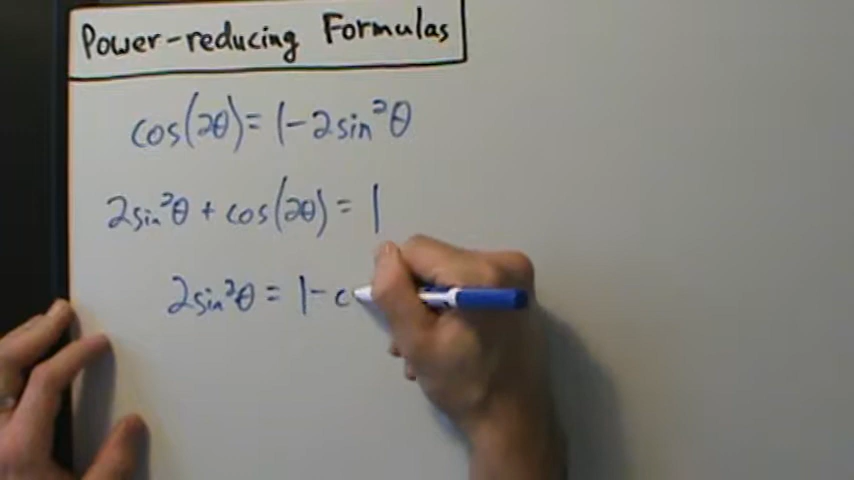 Power-reducing Formulas
cos(2θ) = 1-2sin²θ
2sin²θ + cos(2θ) = 1
2sin²θ = 1- c